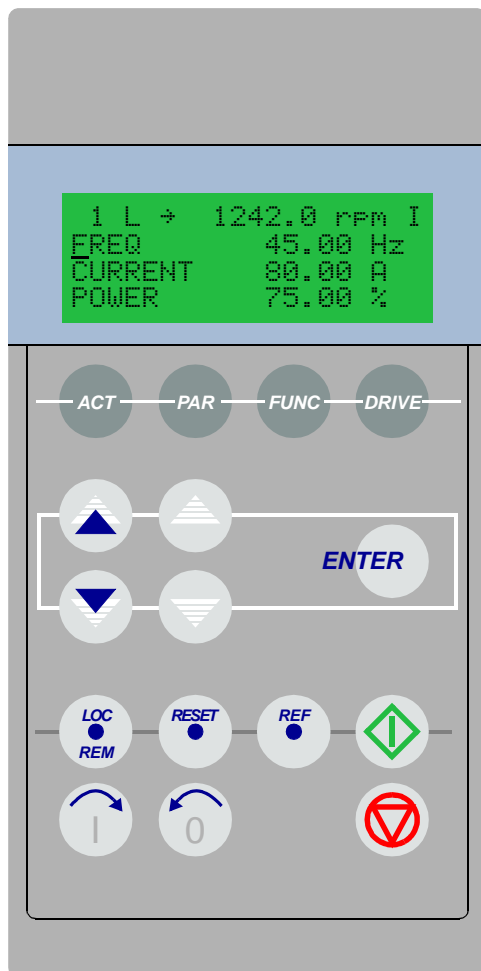 1 L → 1242.0 rpm I
FREQ 45.00 Hz
CURRENT 80.00 A
POWER 75.00 %
ACT PAR FUNC DRIVE
ENTER
LOC RESET REF
REM
I 0